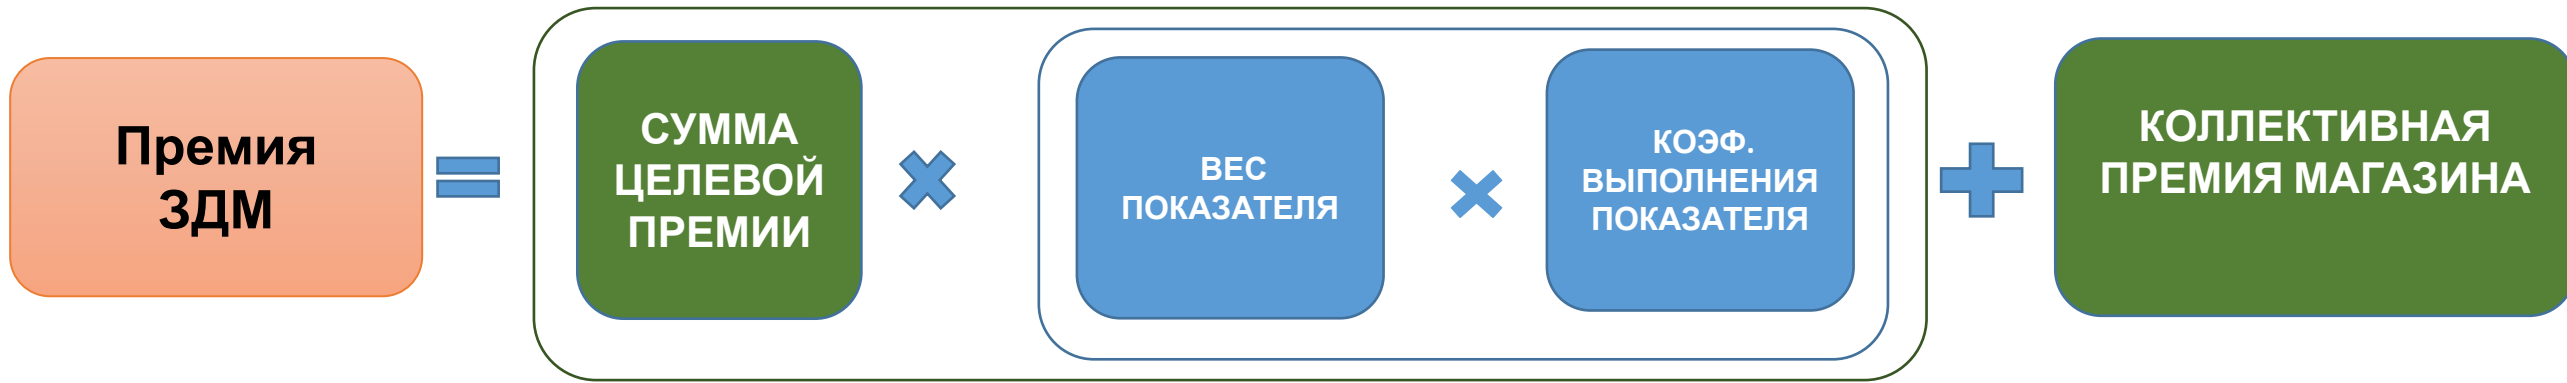 Премия
ЗДМ
СУММА
ЦЕЛЕВОЙ
ПРЕМИИ
ВЕС
ПОКАЗАТЕЛЯ
КОЭФ.
ВЫПОЛНЕНИЯ
ПОКАЗАТЕЛЯ
КОЛЛЕКТИВНАЯ
ПРЕМИЯ МАГАЗИНА